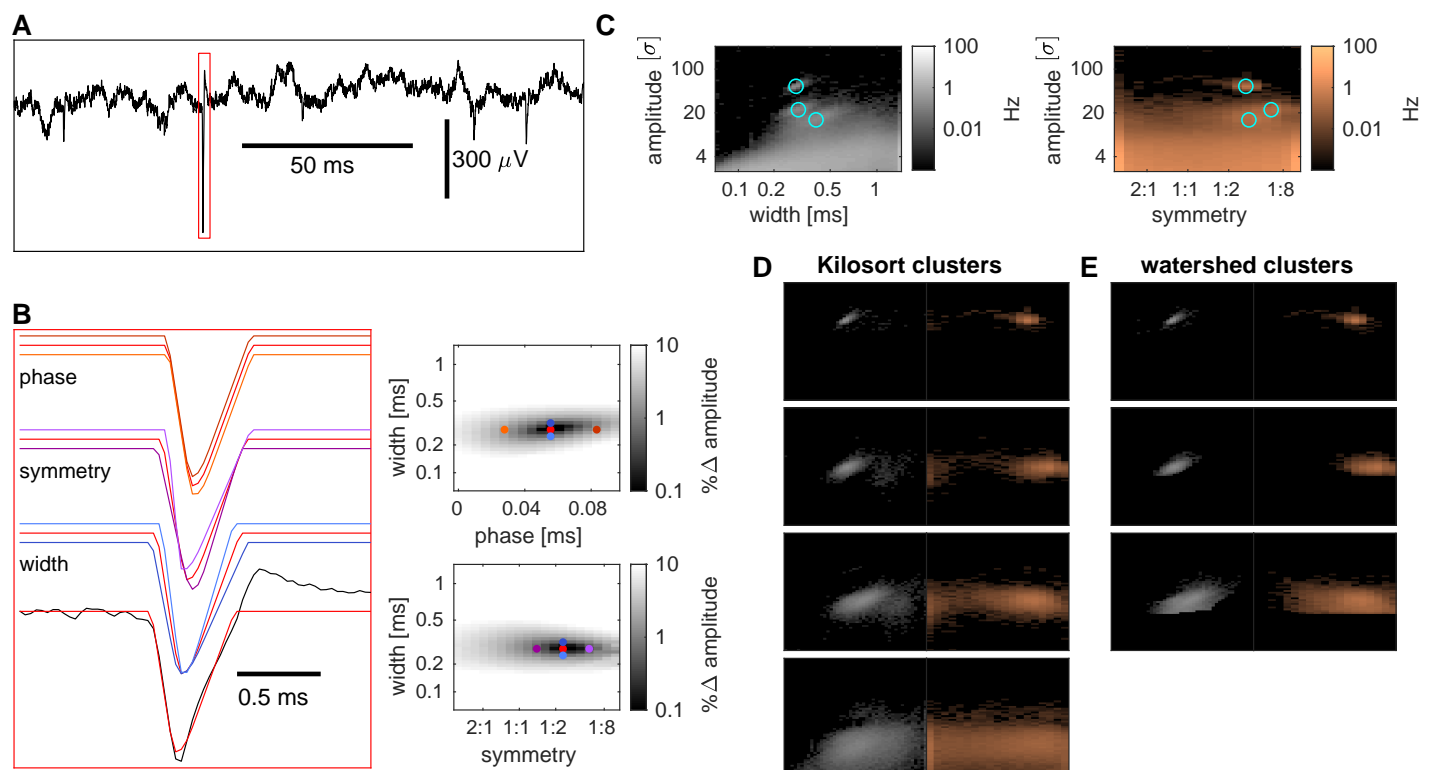 A
50 ms
300 μV
B
phase
symmetry
width
0.5 ms
width [ms]
1
0.5
0.2
0.1
0
0.04
0.08
phase [ms]
10
1
0.1
%Δ amplitude
width [ms]
1
0.5
0.2
0.1
2:1
1:1
1:2
1:8
symmetry
10
1
0.1
%Δ amplitude
C
amplitude [σ]
100
20
4
0.1
0.2
0.5
1
width [ms]
100
1
0.01
Hz
amplitude [σ]
100
20
4
2:1
1:1
1:2
1:8
symmetry
100
1
0.01
Hz
D
Kilosort clusters
E
watershed clusters